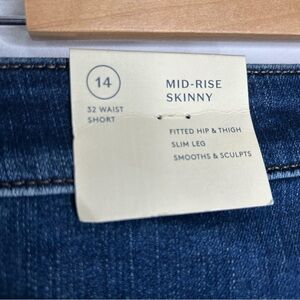 14
32 WAIST
SHORT
MID-RISE
SKINNY
FITTED HIP & THIGH
SLIM LEG
SMOOTHS & SCULPTS